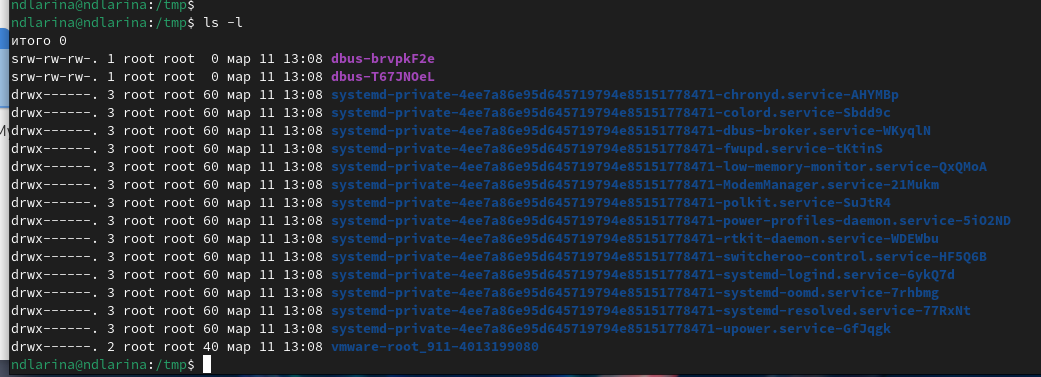 ndlarina@ndlarina:/tmp$
ndlarina@ndlarina:/tmp$ ls -l
итого 0
srw-rw-rw-. 1 root root  0 мар 11 13:08 dbus-brvpkF2e
srw-rw-rw-. 1 root root  0 мар 11 13:08 dbus-T67JNOeL
drwx------. 3 root root 60 мар 11 13:08 systemd-private-4ee7a86e95d645719794e85151778471-chronyd.service-AHYMBp
drwx------. 3 root root 60 мар 11 13:08 systemd-private-4ee7a86e95d645719794e85151778471-colord.service-Sbdd9c
drwx------. 3 root root 60 мар 11 13:08 systemd-private-4ee7a86e95d645719794e85151778471-dbus-broker.service-WKyqlN
drwx------. 3 root root 60 мар 11 13:08 systemd-private-4ee7a86e95d645719794e85151778471-fwupd.service-tKtinS
drwx------. 3 root root 60 мар 11 13:08 systemd-private-4ee7a86e95d645719794e85151778471-low-memory-monitor.service-QxQMoA
drwx------. 3 root root 60 мар 11 13:08 systemd-private-4ee7a86e95d645719794e85151778471-ModemManager.service-21Mukm
drwx------. 3 root root 60 мар 11 13:08 systemd-private-4ee7a86e95d645719794e85151778471-polkit.service-SuJtR4
drwx------. 3 root root 60 мар 11 13:08 systemd-private-4ee7a86e95d645719794e85151778471-power-profiles-daemon.service-5iO2ND
drwx------. 3 root root 60 мар 11 13:08 systemd-private-4ee7a86e95d645719794e85151778471-rtkit-daemon.service-WDEWbu
drwx------. 3 root root 60 мар 11 13:08 systemd-private-4ee7a86e95d645719794e85151778471-switcheroo-control.service-HF5Q6B
drwx------. 3 root root 60 мар 11 13:08 systemd-private-4ee7a86e95d645719794e85151778471-systemd-logind.service-6ykQ7d
drwx------. 3 root root 60 мар 11 13:08 systemd-private-4ee7a86e95d645719794e85151778471-systemd-oomd.service-7rhbmg
drwx------. 3 root root 60 мар 11 13:08 systemd-private-4ee7a86e95d645719794e85151778471-systemd-resolved.service-77RxNt
drwx------. 3 root root 60 мар 11 13:08 systemd-private-4ee7a86e95d645719794e85151778471-upower.service-GfJqgk
drwx------. 2 root root 40 мар 11 13:08 vmware-root_911-4013199080
ndlarina@ndlarina:/tmp$